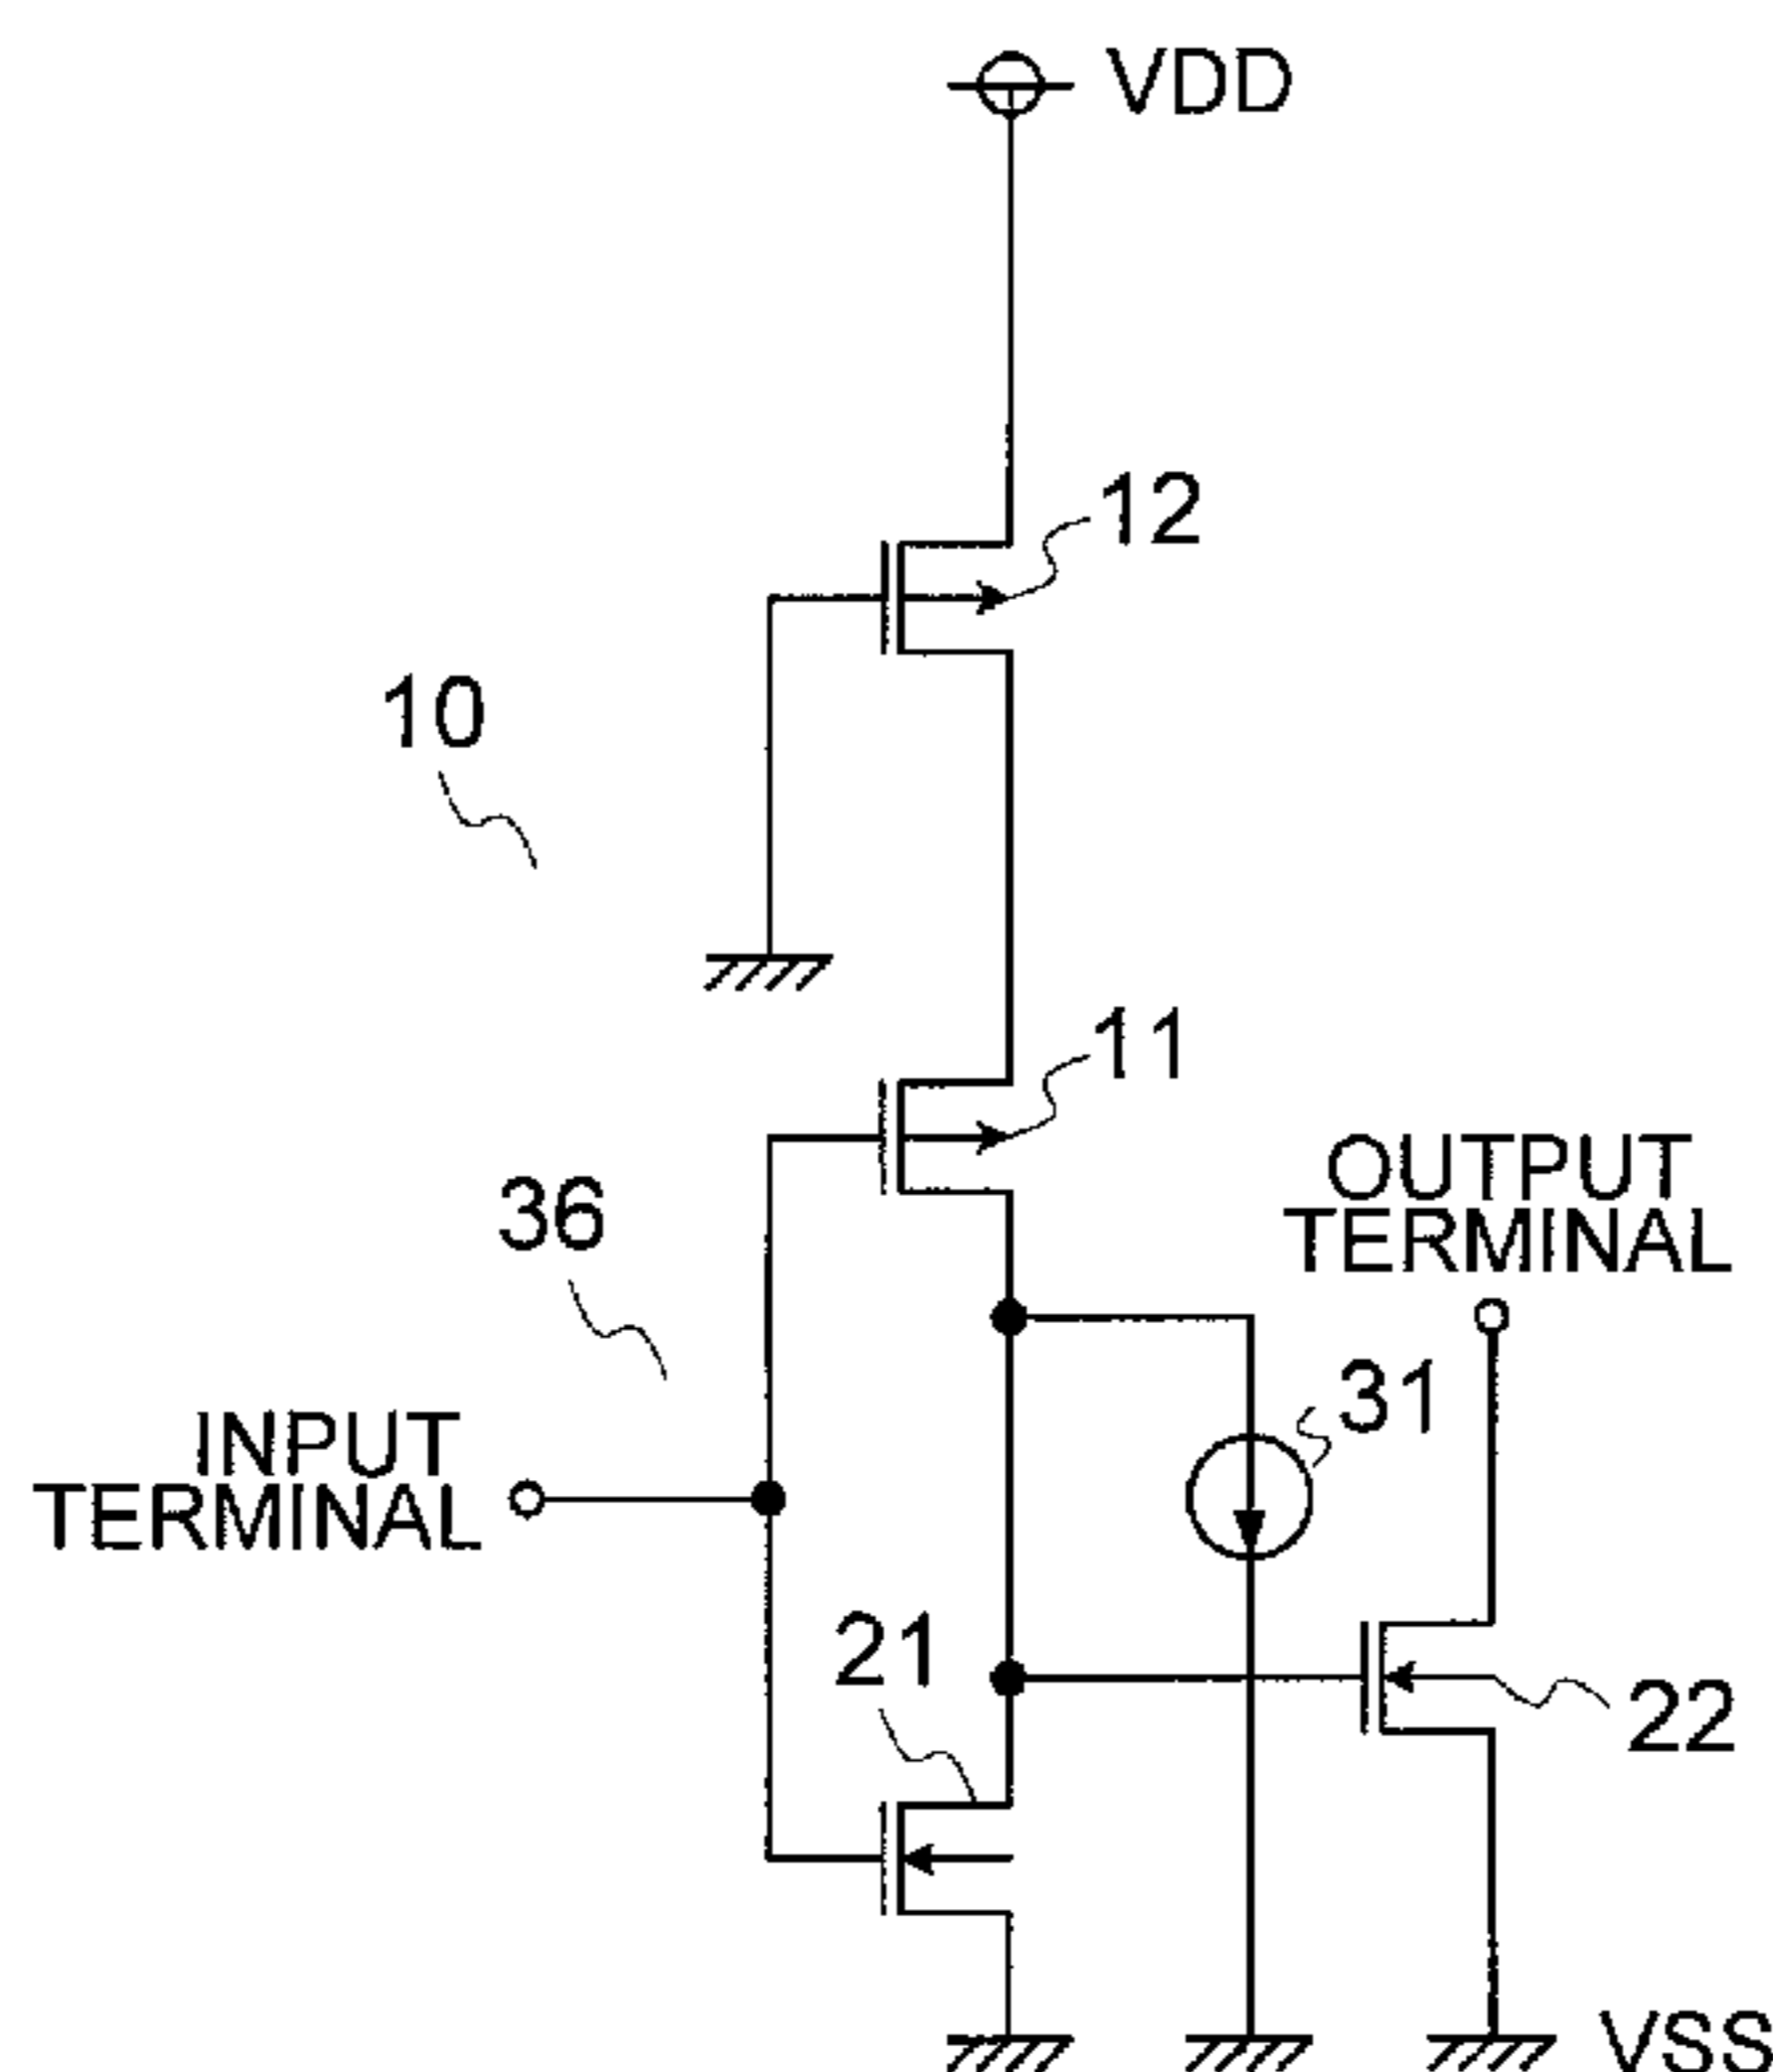 VDD
12
10
11
OUTPUT
TERMINAL
36
31
INPUT
TERMINAL
21
22
VSS